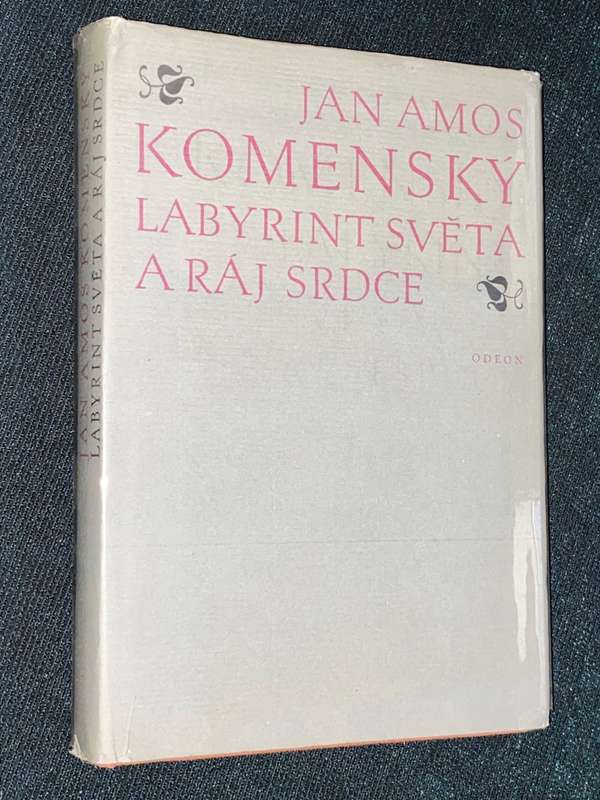 JAN AMOS
KOMENSKÝ
LABYRINT SVĚTA
A RÁJ SRDCE
ODEON
JAN AMOS KOMENSKÝ
LABYRINT SVĚTA A RÁJ SRDCE